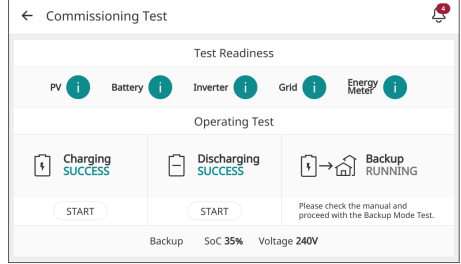 ← Commissioning Test
4
Test Readiness
PV i Battery i Inverter i Grid i Energy Meter i
Operating Test
Charging
SUCCESS
Discharging
SUCCESS
Backup
RUNNING
START
START
Please check the manual and
proceed with the Backup Mode Test.
Backup SoC 35% Voltage 240V